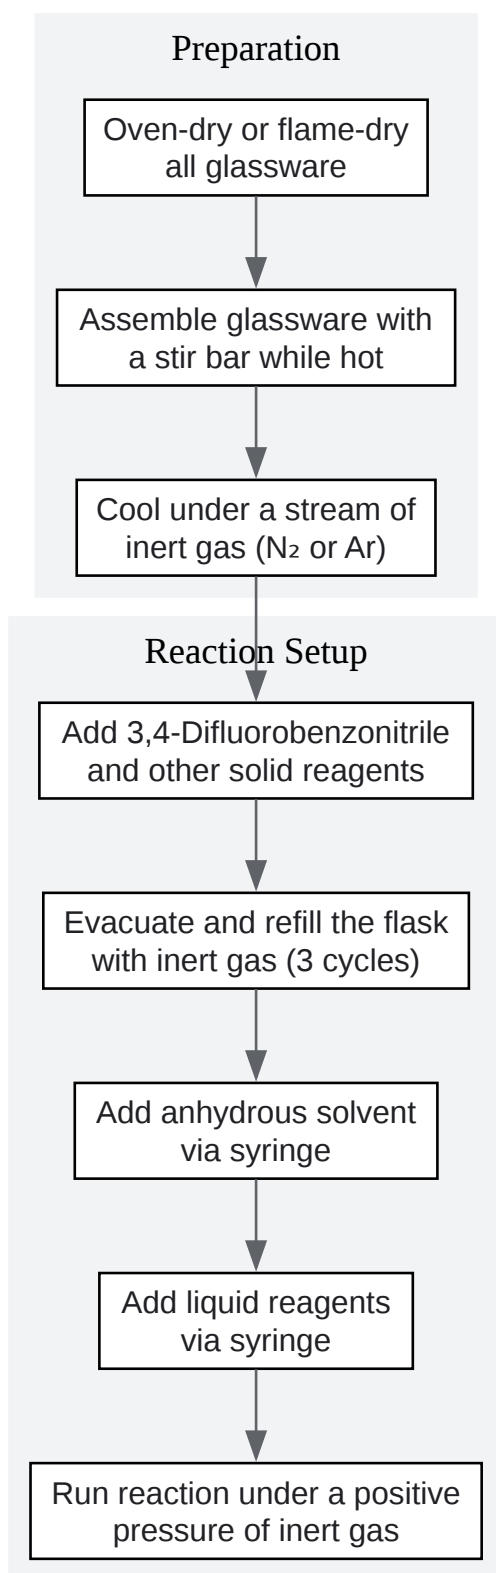 Preparation
Oven-dry or flame-dry
all glassware
Assemble glassware with
a stir bar while hot
Cool under a stream of
inert gas (N₂ or Ar)
Reaction Setup
Add 3,4-Difluorobenzonitrile
and other solid reagents
Evacuate and refill the flask
with inert gas (3 cycles)
Add anhydrous solvent
via syringe
Add liquid reagents
via syringe
Run reaction under a positive
pressure of inert gas